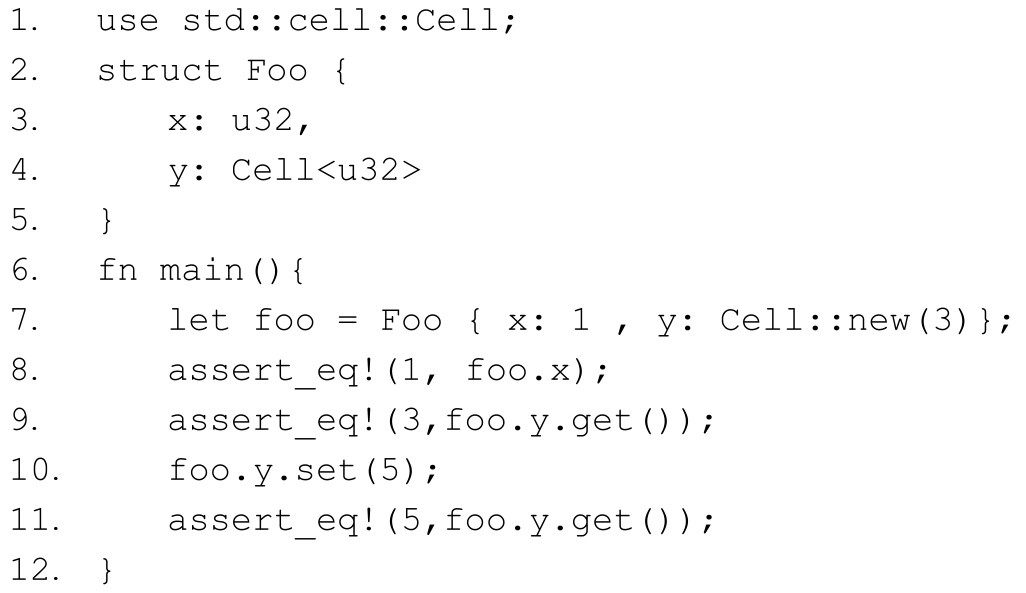 1. use std::cell::Cell;
2. struct Foo {
3. x: u32,
4. y: Cell<u32>
5. }
6. fn main(){
7. let foo = Foo { x: 1 , y: Cell::new(3)};
8. assert_eq!(1, foo.x);
9. assert_eq!(3,foo.y.get());
10. foo.y.set(5);
11. assert_eq!(5,foo.y.get());
12. }